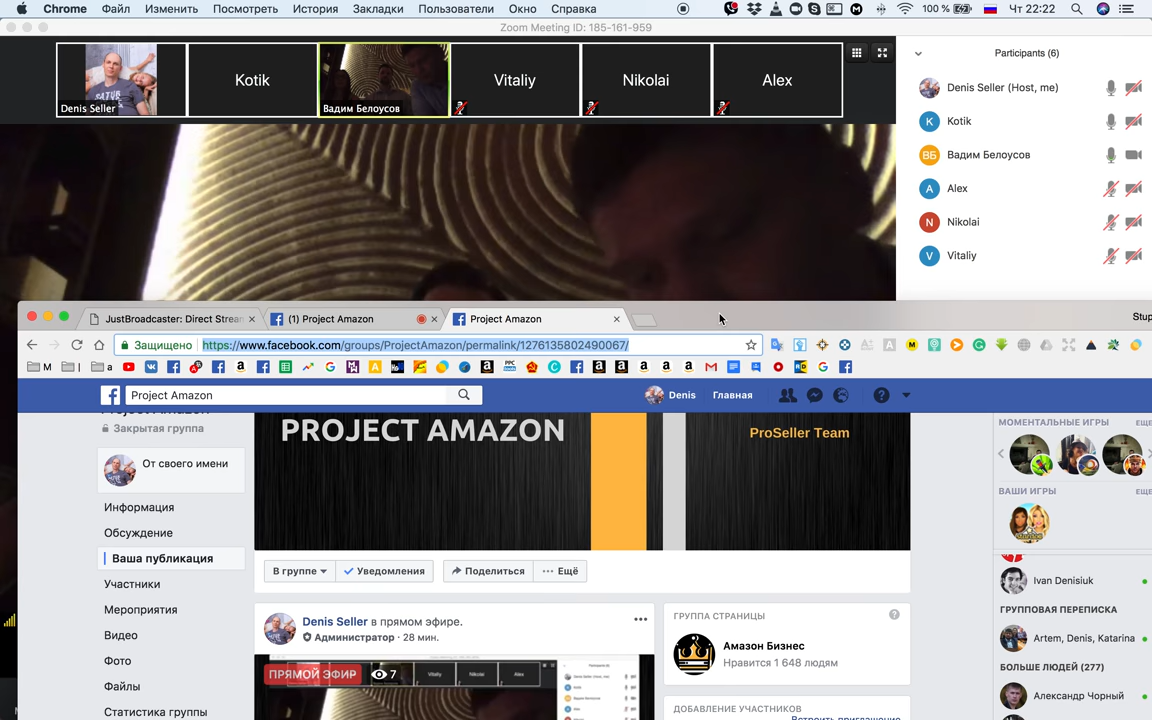 Chrome Файл Изменить Посмотреть История Закладки Пользователи Окно Справка 100 % Чт 22:22
Zoom Meeting ID: 185-161-959
Denis Seller
Kotik
Вадим Белоусов
Vitaliy
Nikolai
Alex
Participants (6)
Denis Seller (Host, me)
K Kotik
ВБ Вадим Белоусов
A Alex
N Nikolai
V Vitaliy
JustBroadcaster: Direct Strean
(1) Project Amazon
Project Amazon
Stup
Защищено https://www.facebook.com/groups/ProjectAmazon/permalink/1276135802490067/
M
a
Project Amazon
Denis Главная
Закрытая группа
От своего имени
Информация
Обсуждение
Ваша публикация
Участники
Мероприятия
Видео
Фото
Файлы
Статистика группы
PROJECT AMAZON
ProSeller Team
В группе Уведомления Поделиться ••• Ещё
Denis Seller в прямом эфире.
Администратор · 28 мин.
ПРЯМОЙ ЭФИР 7
ГРУППА СТРАНИЦЫ
Амазон Бизнес
Нравится 1 648 людям
ДОБАВЛЕНИЕ УЧАСТНИКОВ
Встроить приглашение
МОМЕНТАЛЬНЫЕ ИГРЫ ЕЩЕ
ВАШИ ИГРЫ ЕЩЕ
Ivan Denisiuk
ГРУППОВАЯ ПЕРЕПИСКА
Artem, Denis, Katarina
БОЛЬШЕ ЛЮДЕЙ (277)
Александр Чорный